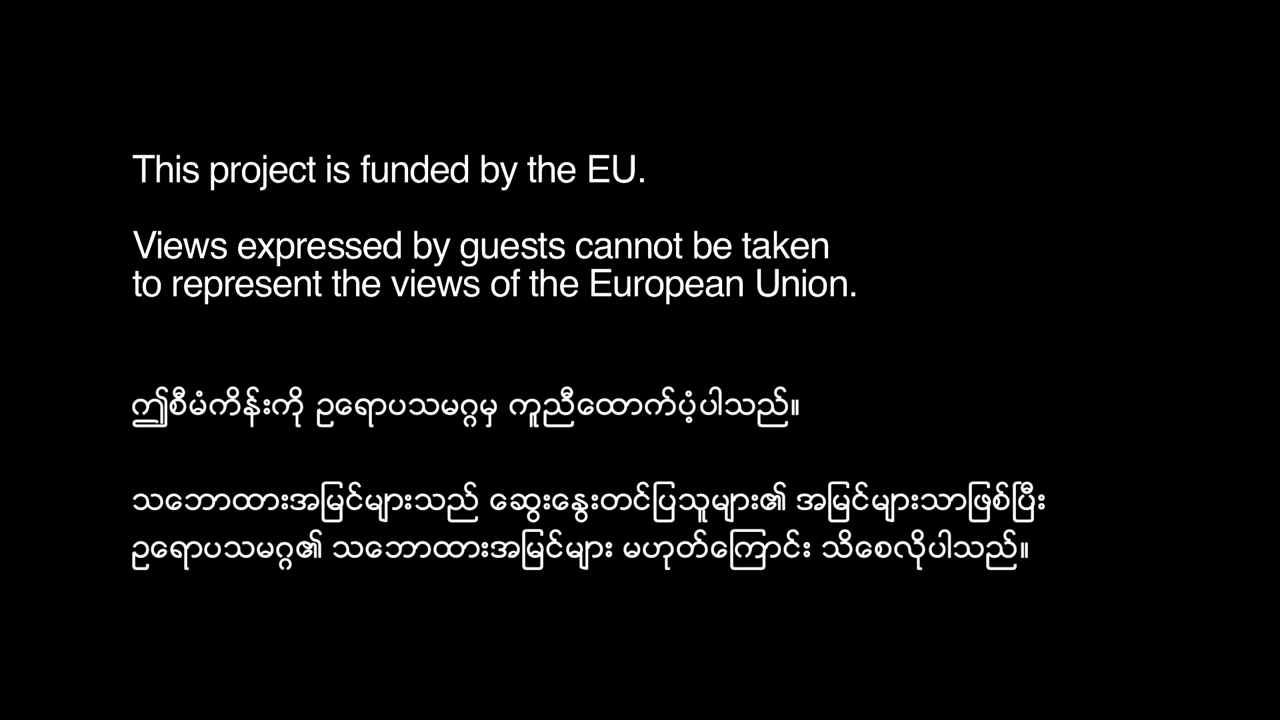 This project is funded by the EU.
Views expressed by guests cannot be taken
to represent the views of the European Union.
ဤစီမံကိန်းကို ဥရောပသမဂ္ဂမှ ကူညီထောက်ပံ့ပါသည်။
သဘောထားအမြင်များသည် ဆွေးနွေးတင်ပြသူများ၏ အမြင်များသာဖြစ်ပြီး
ဥရောပသမဂ္ဂ၏ သဘောထားအမြင်များ မဟုတ်ကြောင်း သိစေလိုပါသည်။